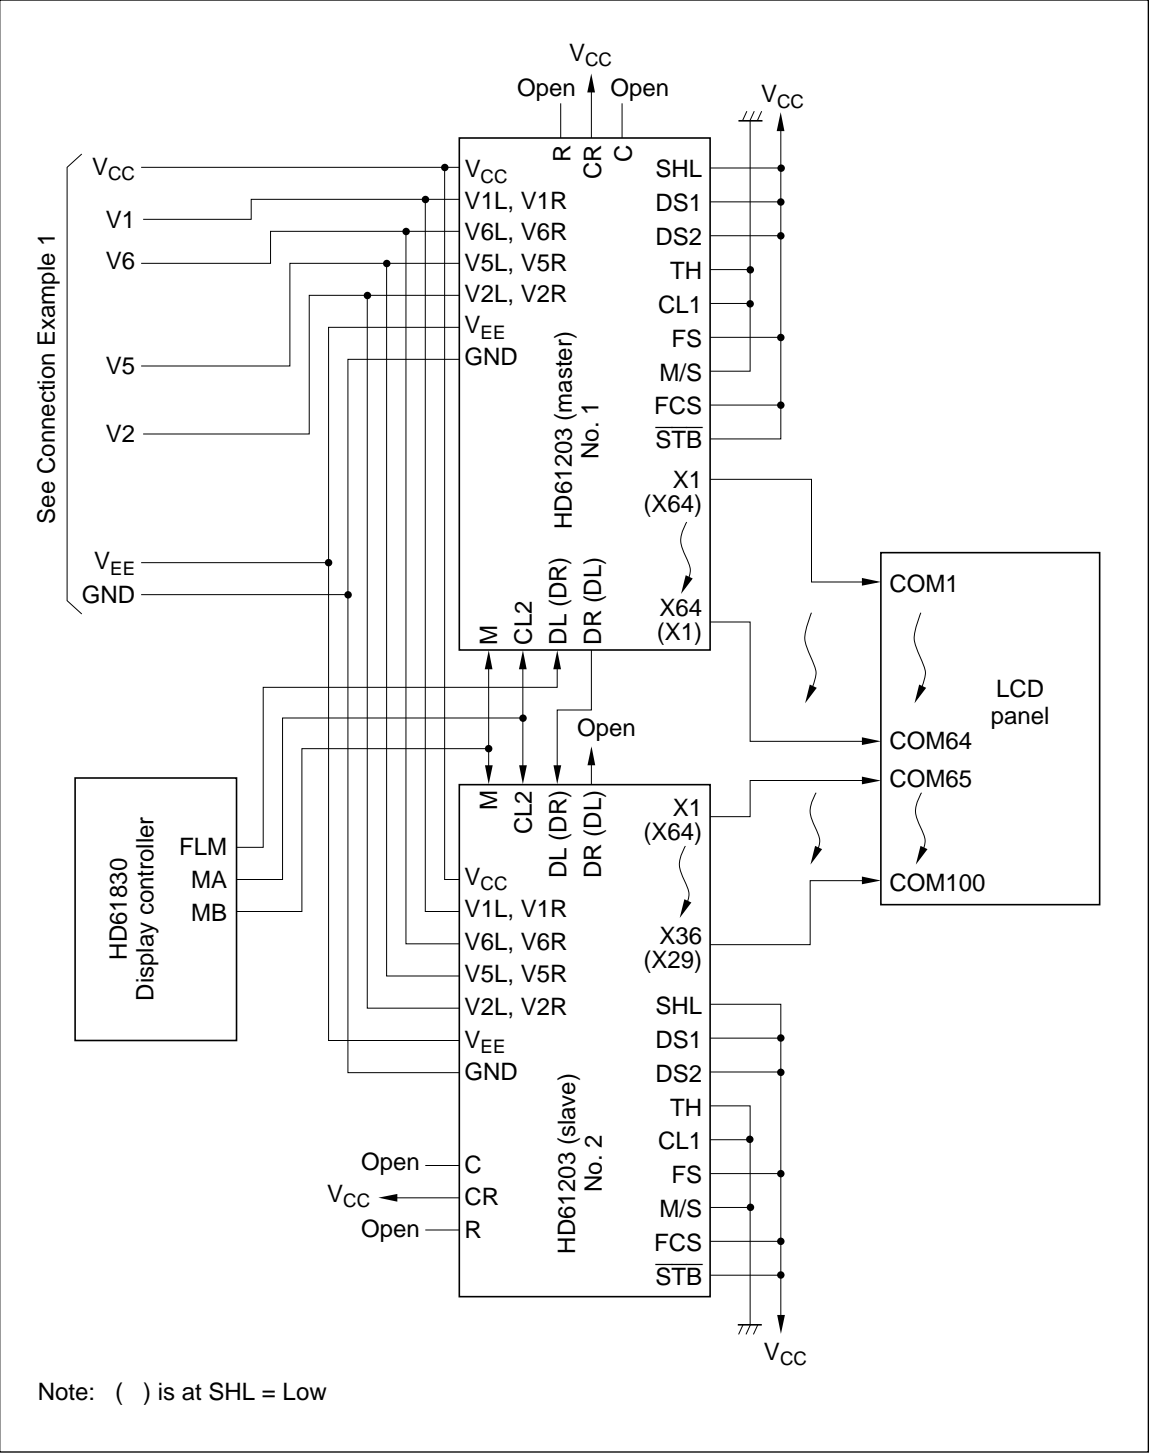 VCC
Open
Open
VCC
R
CR
C
See Connection Example 1
VCC
V1
V6
V5
V2
VEE
GND
VCC
V1L, V1R
V6L, V6R
V5L, V5R
V2L, V2R
VEE
GND
HD61203 (master)
No. 1
SHL
DS1
DS2
TH
CL1
FS
M/S
FCS
STB
X1
(X64)
X64
(X1)
M
CL2
DL (DR)
DR (DL)
COM1
COM64
COM65
COM100
LCD
panel
Open
HD61830
Display controller
FLM
MA
MB
M
CL2
DL (DR)
DR (DL)
X1
(X64)
X36
(X29)
VCC
V1L, V1R
V6L, V6R
V5L, V5R
V2L, V2R
VEE
GND
HD61203 (slave)
No. 2
Open
C
VCC
CR
Open
R
SHL
DS1
DS2
TH
CL1
FS
M/S
FCS
STB
VCC
Note: ( ) is at SHL = Low